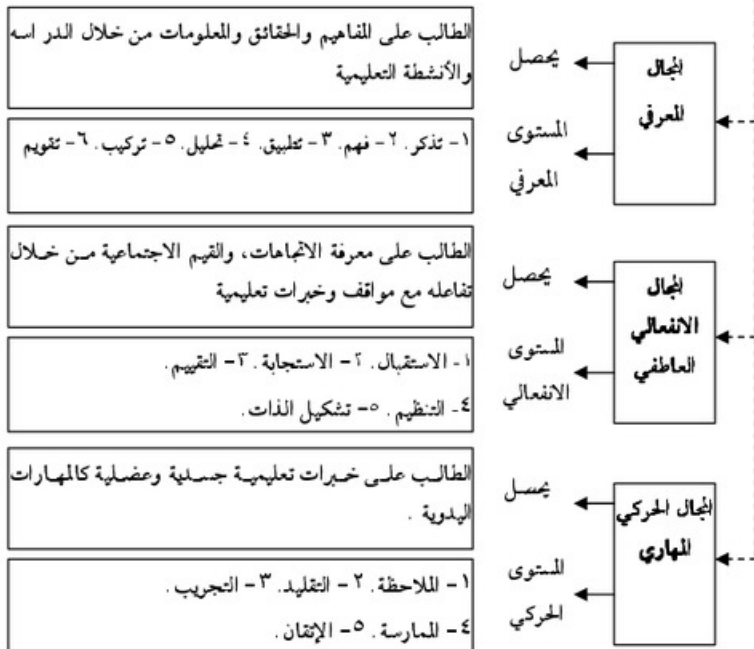 المجال
المعرفي
يحصل
الطالب على المفاهيم والحقائق والمعلومات من خلال الدراسه
والأنشطة التعليمية
المستوى
المعرفي
١- تذكر. ٢- فهم. ٣- تطبيق. ٤- تحليل. ٥- تركيب. ٦- تقويم
المجال
الانفعالي
العاطفي
يحصل
الطالب على معرفة الاتجاهات، والقيم الاجتماعية من خلال
تفاعله مع مواقف وخبرات تعليمية
المستوى
الانفعالي
١- الاستقبال. ٢- الاستجابة. ٣- التقييم.
٤- التنظيم. ٥- تشكيل الذات.
المجال الحركي
المهاري
يحصل
الطالب على خبرات تعليمية جسدية وعضلية كالمهارات
اليدوية .
المستوى
الحركي
١- الملاحظة. ٢- التقليد. ٣- التجريب.
٤- الممارسة. ٥- الإتقان.